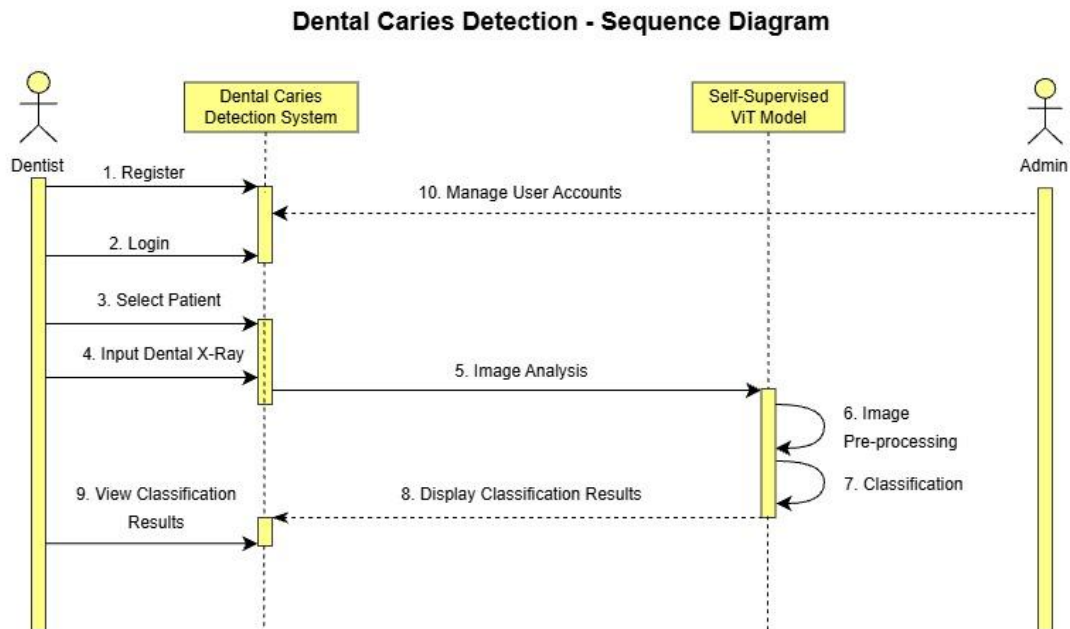 Dental Caries Detection - Sequence Diagram
Dental Caries
Detection System
Self-Supervised
ViT Model
Dentist
Admin
1. Register
10. Manage User Accounts
2. Login
3. Select Patient
4. Input Dental X-Ray
5. Image Analysis
6. Image
Pre-processing
7. Classification
8. Display Classification Results
9. View Classification
Results